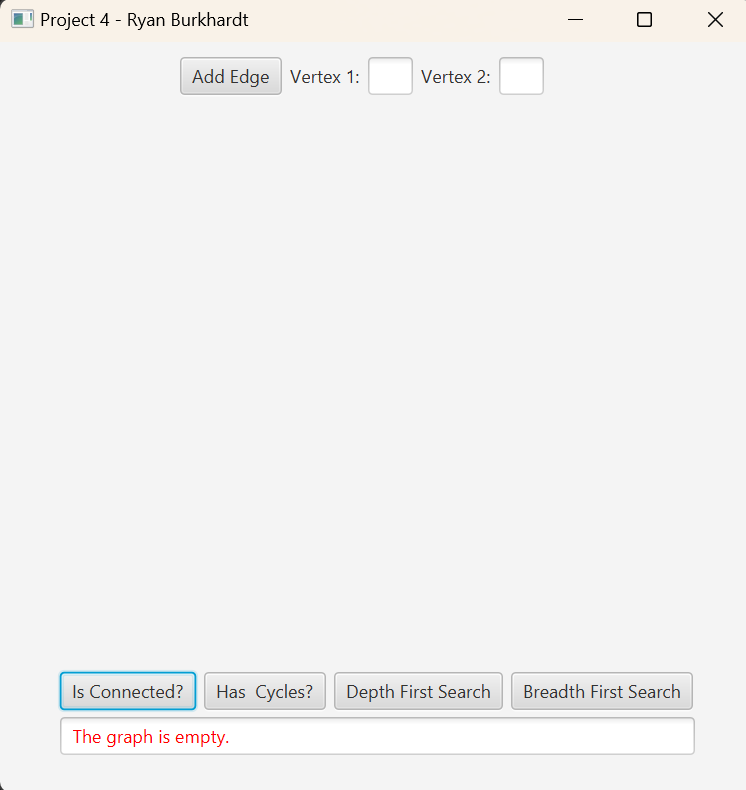 Project 4 - Ryan Burkhardt
Add Edge Vertex 1: Vertex 2:
Is Connected? Has  Cycles? Depth First Search Breadth First Search
The graph is empty.